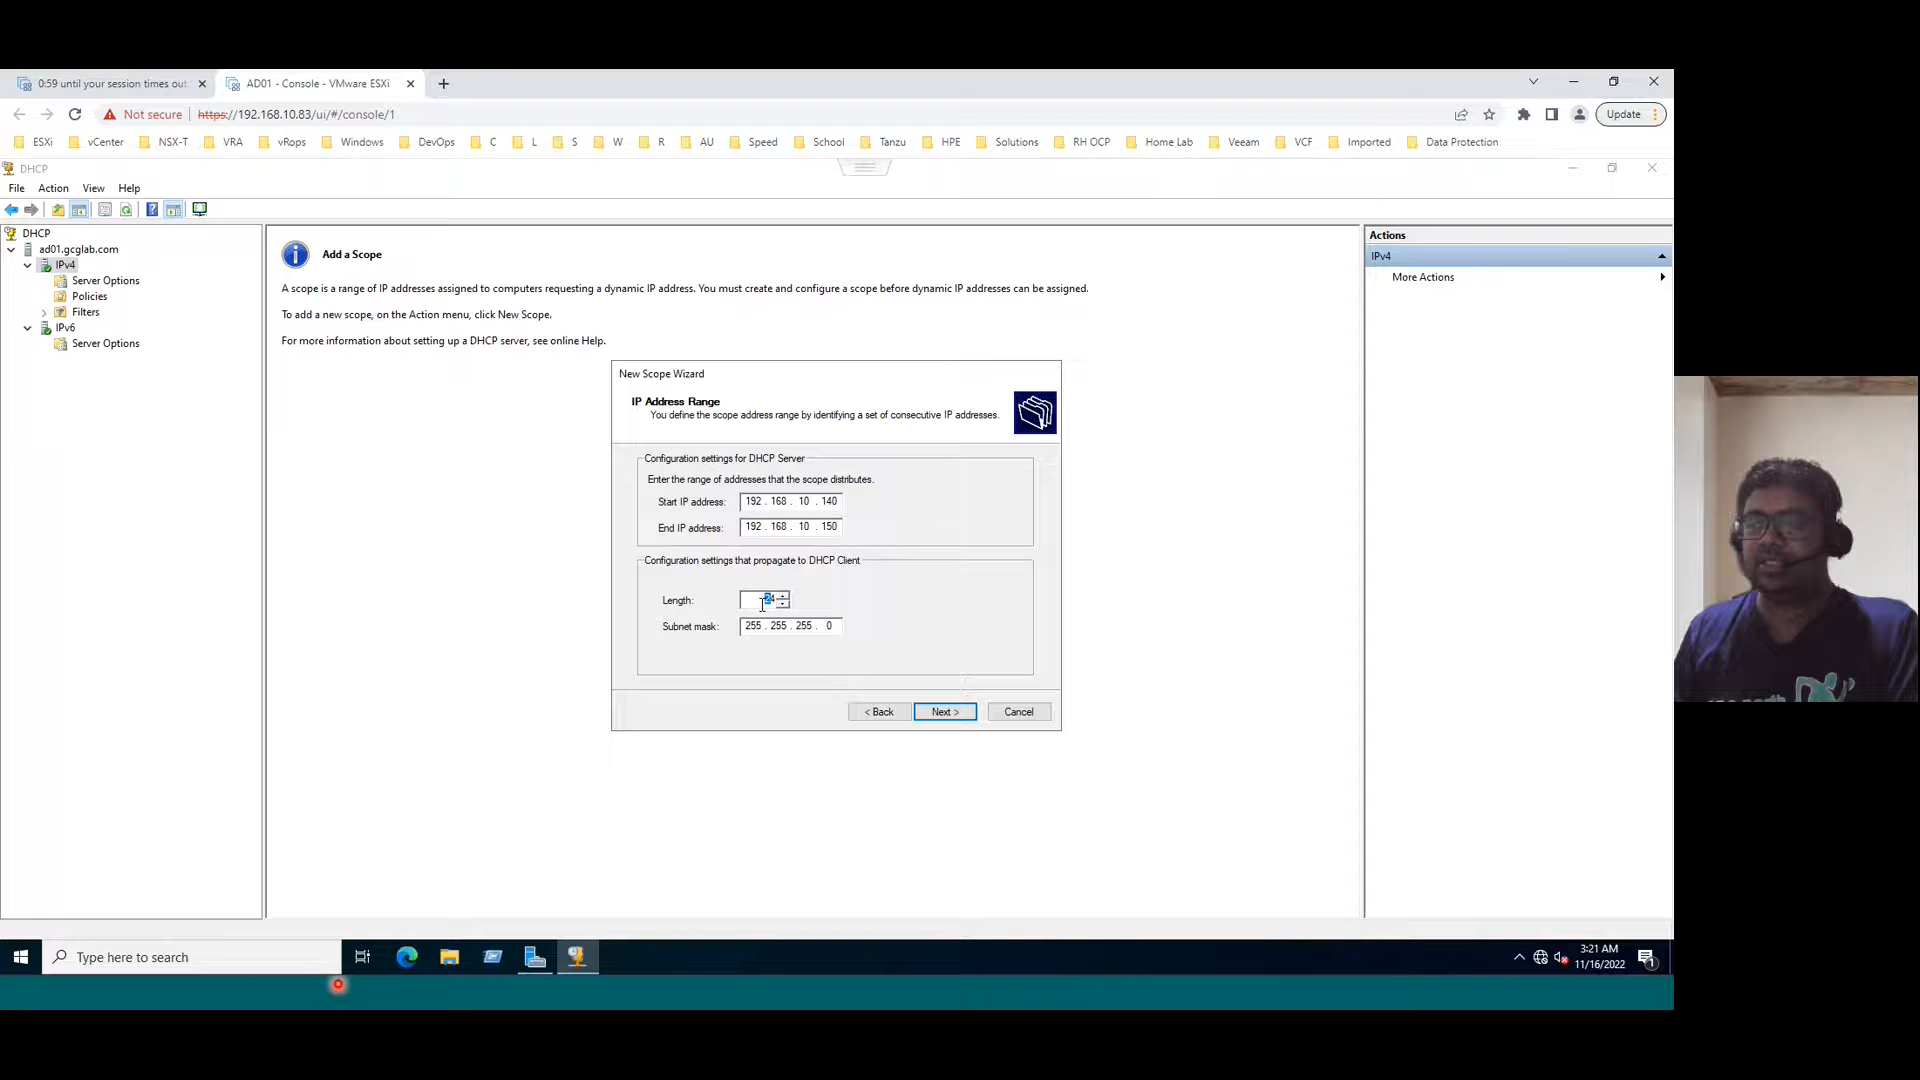 0:59 until your session times out
AD01 - Console - VMware ESXi
Not secure
https://192.168.10.83/ui/#/console/1
Update
ESXi
vCenter
NSX-T
VRA
vRops
Windows
DevOps
C
L
S
W
R
AU
Speed
School
Tanzu
HPE
Solutions
RH OCP
Home Lab
Veeam
VCF
Imported
Data Protection
DHCP
File Action View Help
DHCP
ad01.gcglab.com
IPv4
Server Options
Policies
Filters
IPv6
Server Options
Add a Scope
A scope is a range of IP addresses assigned to computers requesting a dynamic IP address. You must create and configure a scope before dynamic IP addresses can be assigned.
To add a new scope, on the Action menu, click New Scope.
For more information about setting up a DHCP server, see online Help.
New Scope Wizard
IP Address Range
You define the scope address range by identifying a set of consecutive IP addresses.
Configuration settings for DHCP Server
Enter the range of addresses that the scope distributes.
Start IP address: 192 . 168 . 10 . 140
End IP address: 192 . 168 . 10 . 150
Configuration settings that propagate to DHCP Client
Length: 24
Subnet mask: 255 . 255 . 255 . 0
< Back
Next >
Cancel
Actions
IPv4
More Actions
Type here to search
3:21 AM
11/16/2022
1